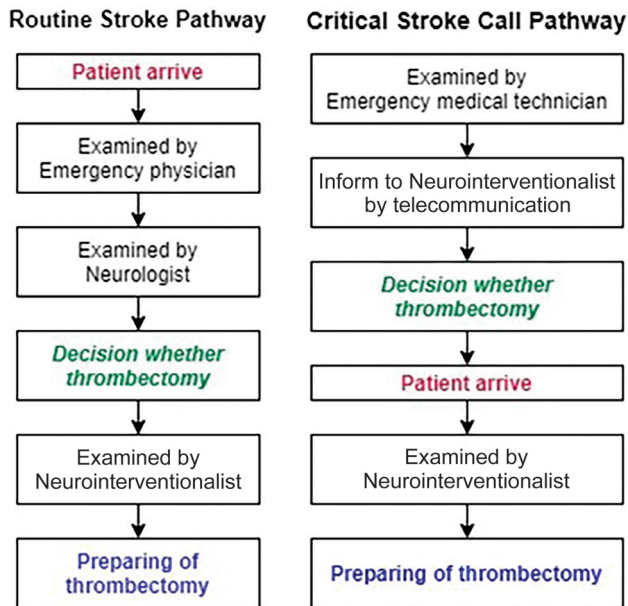 Routine Stroke Pathway
Patient arrive
Examined by
Emergency physician
Examined by
Neurologist
Decision whether
thrombectomy
Examined by
Neurointerventionalist
Preparing of
thrombectomy
Critical Stroke Call Pathway
Examined by
Emergency medical technician
Inform to Neurointerventionalist
by telecommunication
Decision whether
thrombectomy
Patient arrive
Examined by
Neurointerventionalist
Preparing of thrombectomy